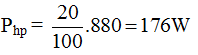 P_hp = 20/100 .880 = 176W